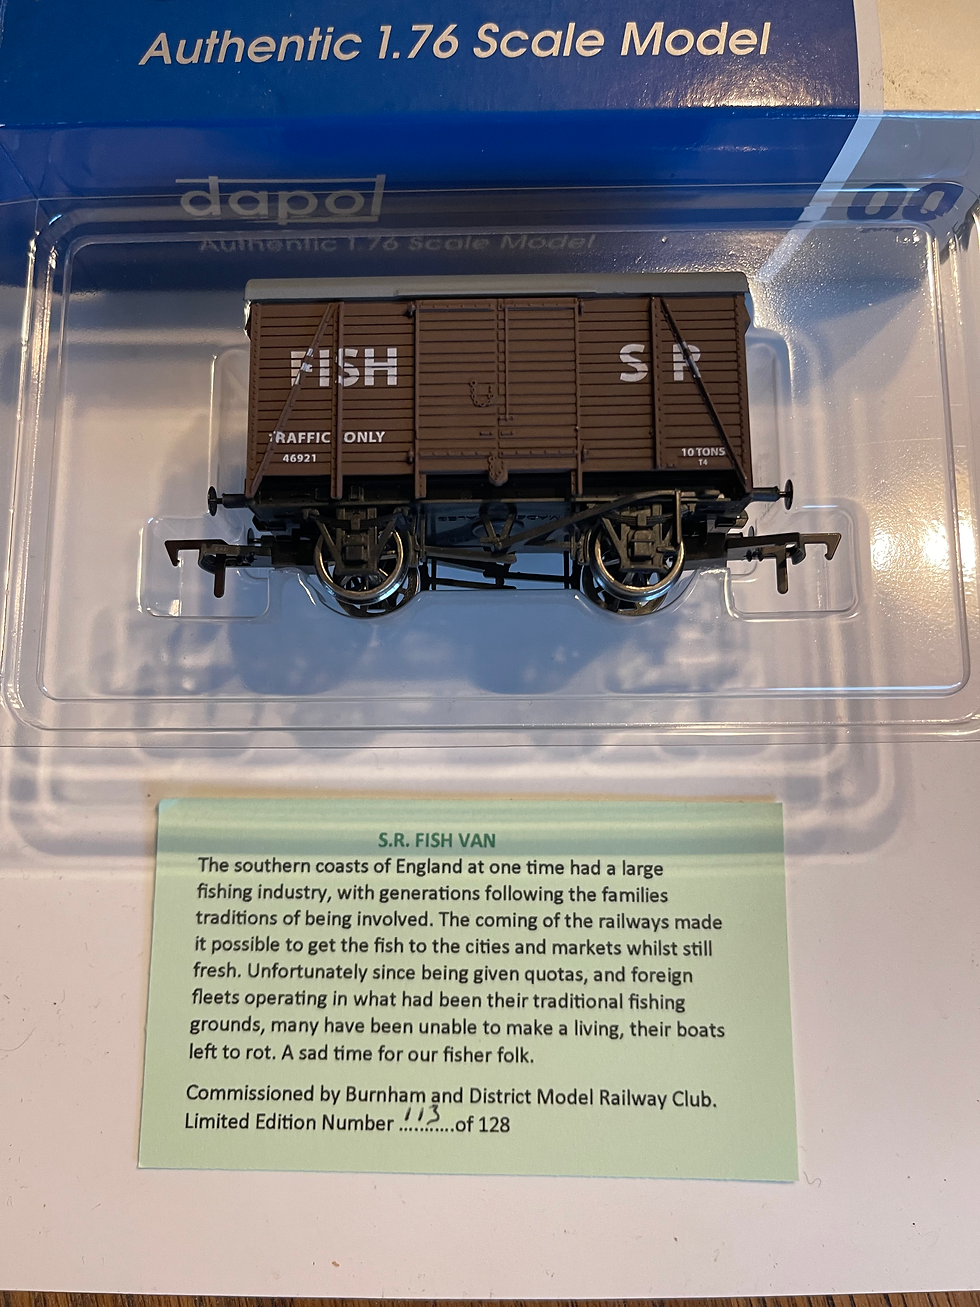 Authentic 1.76 Scale Model
dapol
OO
Authentic 1.76 Scale Model
FISH
S R
TRAFFIC ONLY
46921
10 TONS
T4
S.R. FISH VAN
The southern coasts of England at one time had a large
fishing industry, with generations following the families
traditions of being involved. The coming of the railways made
it possible to get the fish to the cities and markets whilst still
fresh. Unfortunately since being given quotas, and foreign
fleets operating in what had been their traditional fishing
grounds, many have been unable to make a living, their boats
left to rot. A sad time for our fisher folk.
Commissioned by Burnham and District Model Railway Club.
Limited Edition Number ...113....of 128